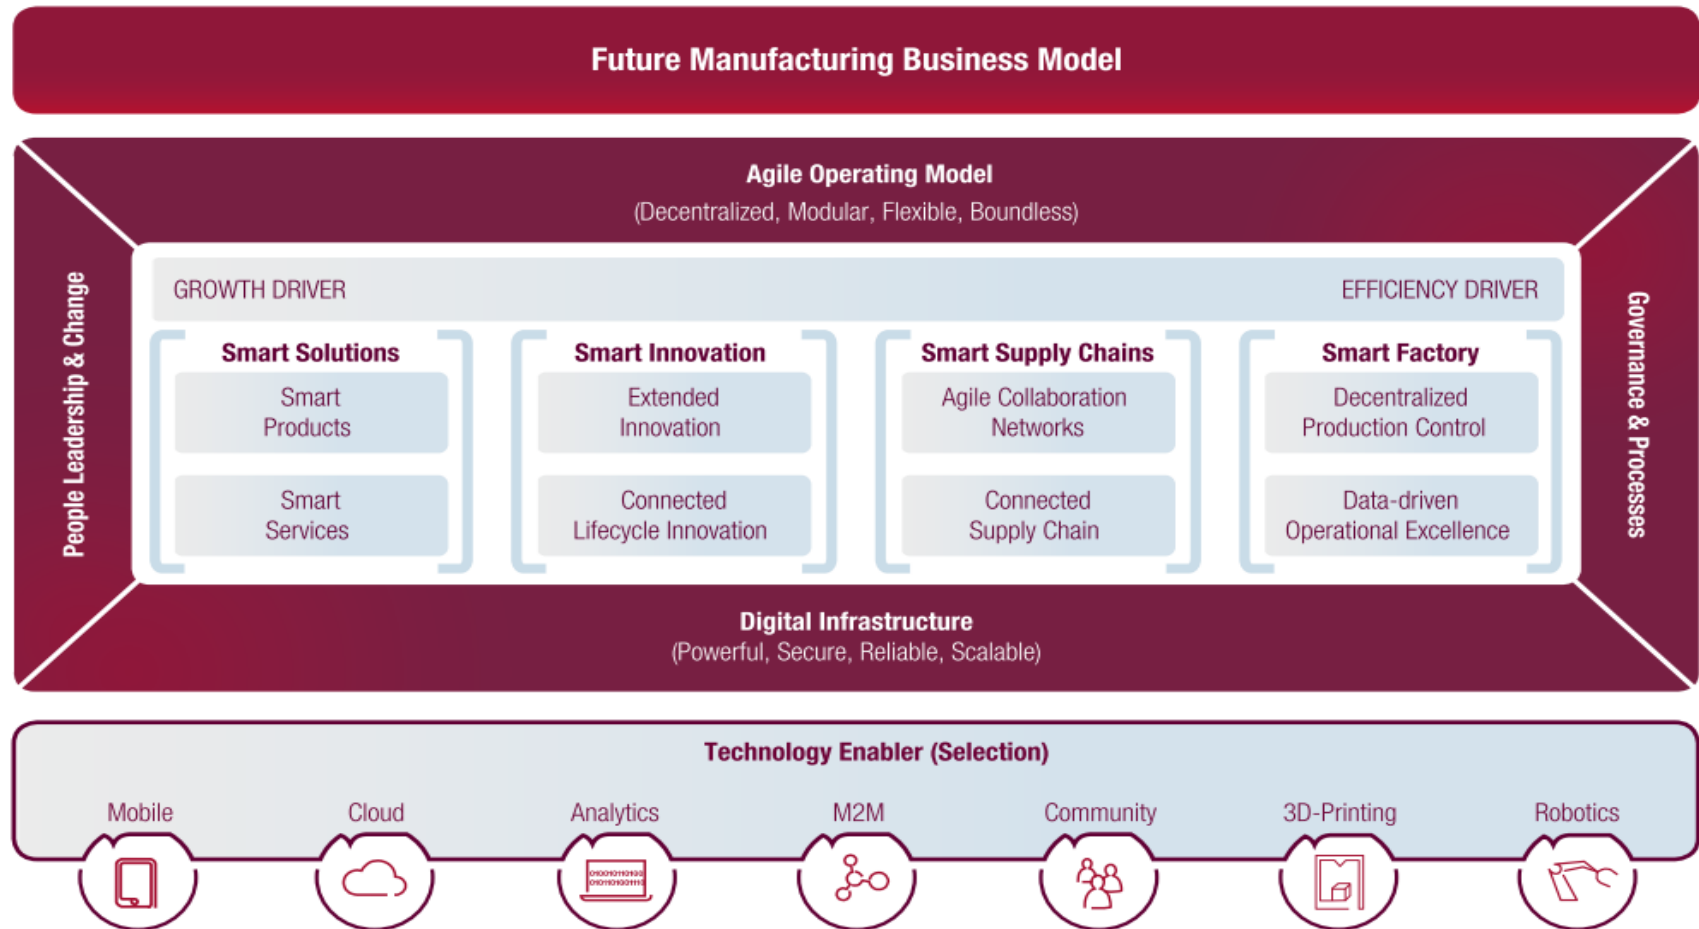 Future Manufacturing Business Model
Agile Operating Model
(Decentralized, Modular, Flexible, Boundless)
People Leadership & Change
GROWTH DRIVER
EFFICIENCY DRIVER
Smart Solutions
Smart
Products
Smart
Services
Smart Innovation
Extended
Innovation
Connected
Lifecycle Innovation
Smart Supply Chains
Agile Collaboration
Networks
Connected
Supply Chain
Smart Factory
Decentralized
Production Control
Data-driven
Operational Excellence
Governance & Processes
Digital Infrastructure
(Powerful, Secure, Reliable, Scalable)
Technology Enabler (Selection)
Mobile
Cloud
Analytics
M2M
Community
3D-Printing
Robotics